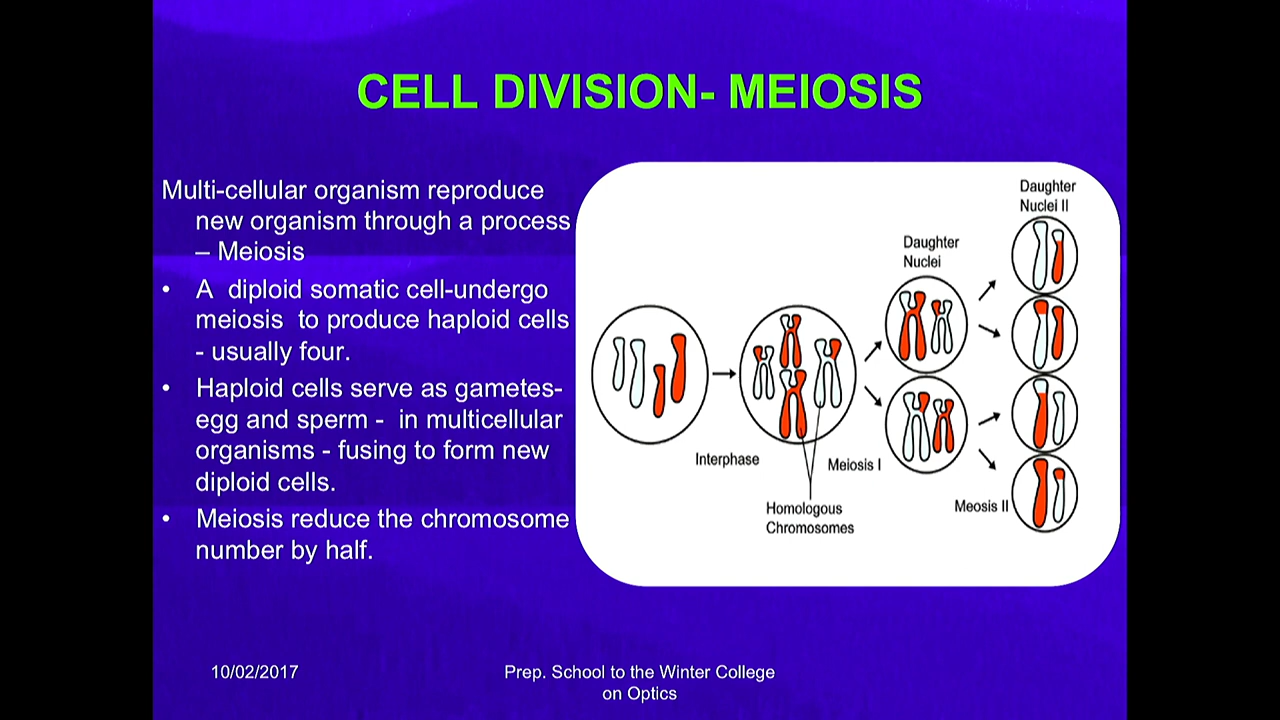 CELL DIVISION- MEIOSIS
Multi-cellular organism reproduce
new organism through a process
– Meiosis
• A diploid somatic cell-undergo
meiosis to produce haploid cells
- usually four.
• Haploid cells serve as gametes-
egg and sperm - in multicellular
organisms - fusing to form new
diploid cells.
• Meiosis reduce the chromosome
number by half.
Interphase
Homologous
Chromosomes
Meiosis I
Daughter
Nuclei
Meosis II
Daughter
Nuclei II
10/02/2017
Prep. School to the Winter College
on Optics